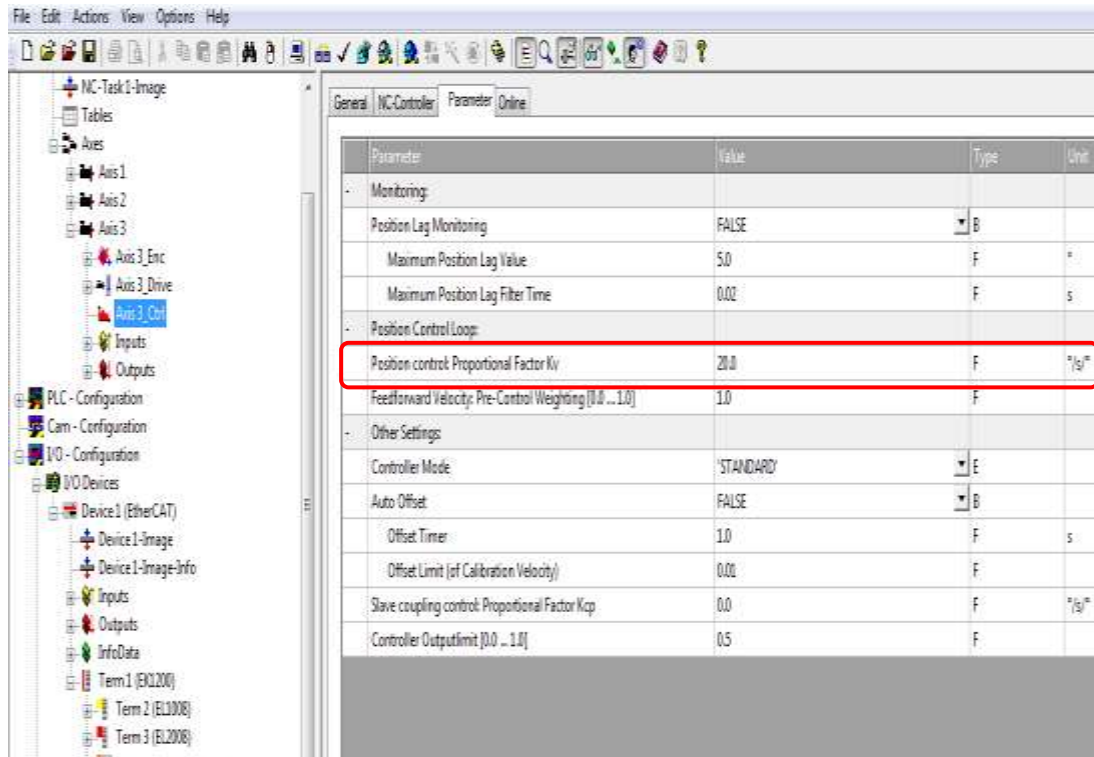 File Edit Actions View Options Help
NC-Task 1-Image
Tables
Axes
Axis 1
Axis 2
Axis 3
Axis 3_Enc
Axis 3_Drive
Axis 3_Ctrl
Inputs
Outputs
PLC - Configuration
Cam - Configuration
I/O - Configuration
I/O Devices
Device 1 (EtherCAT)
Device 1-Image
Device 1-Image-Info
Inputs
Outputs
InfoData
Term 1 (EK1200)
Term 2 (EL1008)
Term 3 (EL2008)
General NC-Controller Parameter Online
Parameter Value Type Unit
- Monitoring:
Position Lag Monitoring FALSE B
Maximum Position Lag Value 5.0 F °
Maximum Position Lag Filter Time 0.02 F s
- Position Control Loop:
Position control: Proportional Factor Kv 20.0 F °/s/°
Feedforward Velocity: Pre-Control Weighting [0.0 ... 1.0] 1.0 F
- Other Settings:
Controller Mode 'STANDARD' E
Auto Offset FALSE B
Offset Timer 1.0 F s
Offset Limit (of Calibration Velocity) 0.01 F
Slave coupling control: Proportional Factor Kcp 0.0 F °/s/°
Controller Outputlimit [0.0 ... 1.0] 0.5 F